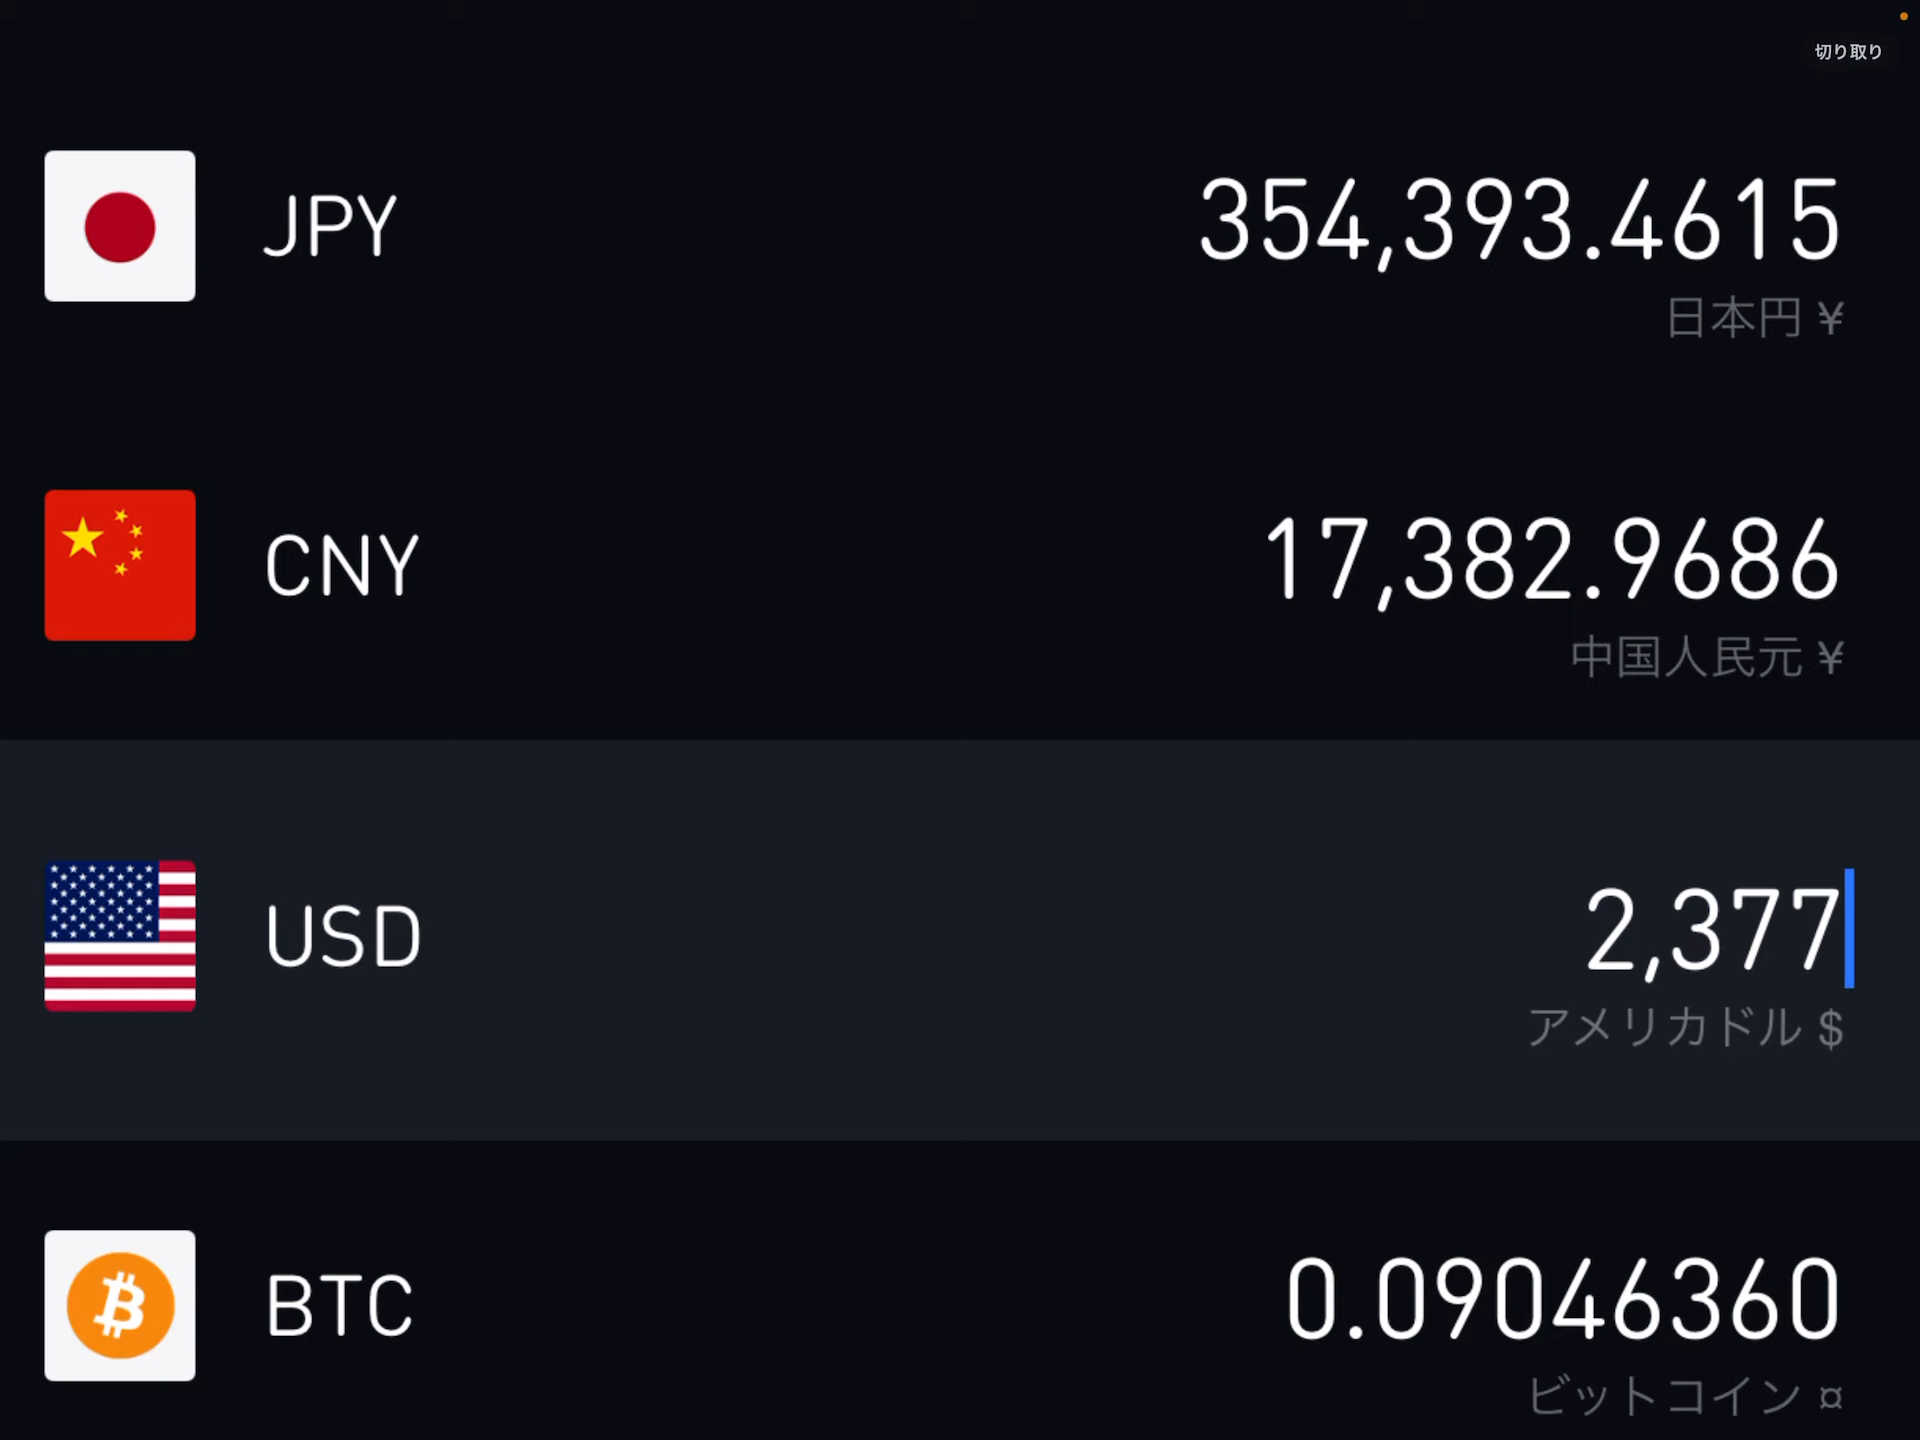 切り取り
JPY
354,393.4615
日本円 ¥
CNY
17,382.9686
中国人民元 ¥
USD
2,377
アメリカドル $
BTC
0.09046360
ビットコイン ¤